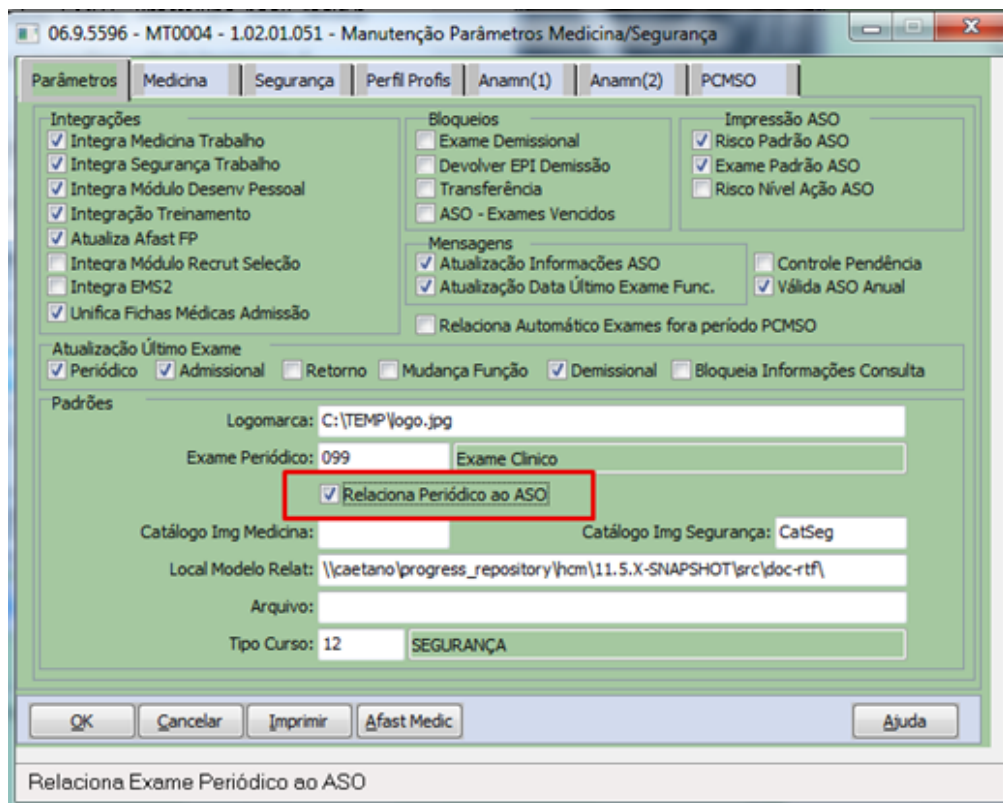 06.9.5596 - MT0004 - 1.02.01.051 - Manutenção Parâmetros Medicina/Segurança
Parâmetros Medicina Segurança Perfil Profis Anamn(1) Anamn(2) PCMSO
Integrações
Integra Medicina Trabalho
Integra Segurança Trabalho
Integra Módulo Desenv Pessoal
Integração Treinamento
Atualiza Afast FP
Integra Módulo Recrut Seleção
Integra EMS2
Unifica Fichas Médicas Admissão
Bloqueios
Exame Demissional
Devolver EPI Demissão
Transferência
ASO - Exames Vencidos
Impressão ASO
Risco Padrão ASO
Exame Padrão ASO
Risco Nível Ação ASO
Mensagens
Atualização Informações ASO
Atualização Data Último Exame Func.
Controle Pendência
Válida ASO Anual
Relaciona Automático Exames fora período PCMSO
Atualização Último Exame
Periódico Admissional Retorno Mudança Função Demissional Bloqueia Informações Consulta
Padrões
Logomarca: C:\TEMP\logo.jpg
Exame Periódico: 099 Exame Clinico
Relaciona Periódico ao ASO
Catálogo Img Medicina: Catálogo Img Segurança: CatSeg
Local Modelo Relat: \\caetano\progress_repository\hcm\11.5.X-SNAPSHOT\src\doc-rtf\
Arquivo:
Tipo Curso: 12 SEGURANÇA
OK Cancelar Imprimir Afast Medic Ajuda
Relaciona Exame Periódico ao ASO